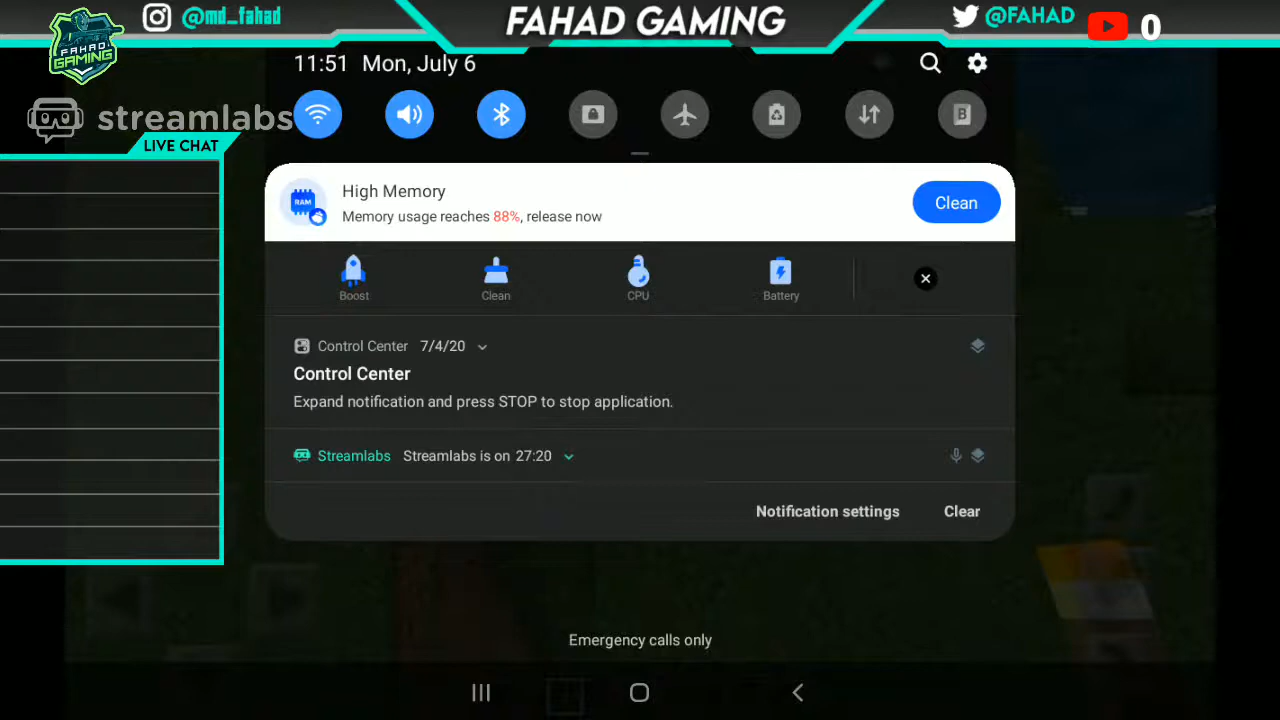 @md_fahad
FAHAD GAMING
@FAHAD
0
FAHAD
GAMING
11:51 Mon, July 6
streamlabs
LIVE CHAT
RAM
High Memory
Memory usage reaches 88%, release now
Clean
Boost
Clean
CPU
Battery
Control Center 7/4/20
Control Center
Expand notification and press STOP to stop application.
Streamlabs Streamlabs is on 27:20
Notification settings
Clear
Emergency calls only